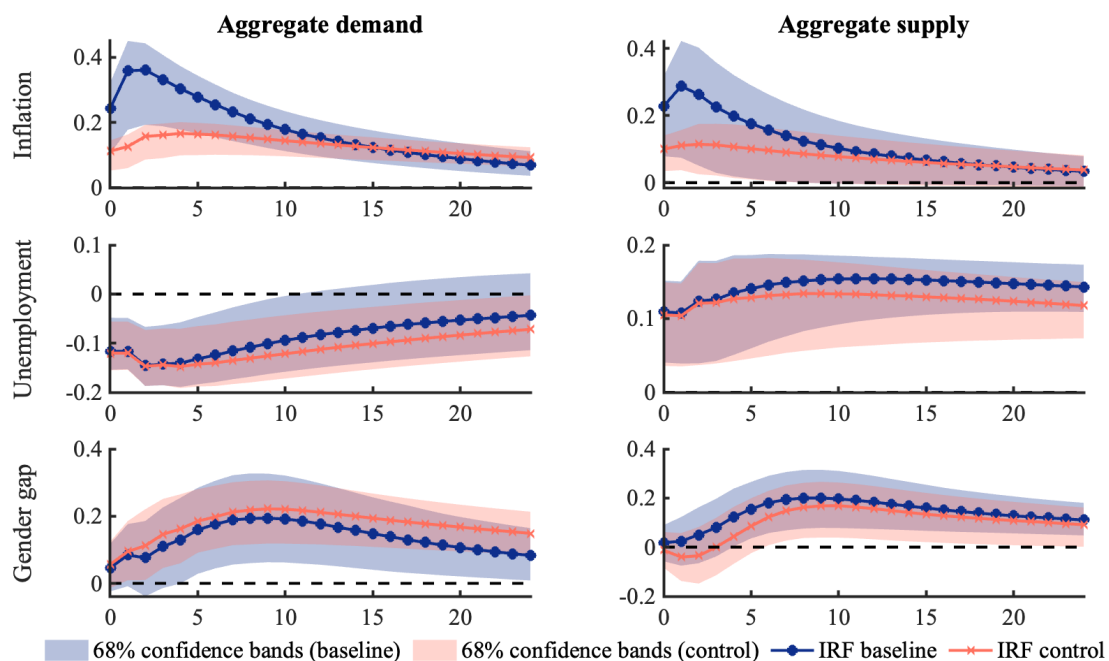 Aggregate demand
Aggregate supply
Inflation
0.4
0.2
0
0 5 10 15 20
0.4
0.2
0
0 5 10 15 20
Unemployment
0.1
0
-0.1
-0.2
0 5 10 15 20
0.2
0.1
0
0 5 10 15 20
Gender gap
0.4
0.2
0
0 5 10 15 20
0.4
0.2
0
-0.2
0 5 10 15 20
68% confidence bands (baseline) 68% confidence bands (control) IRF baseline IRF control